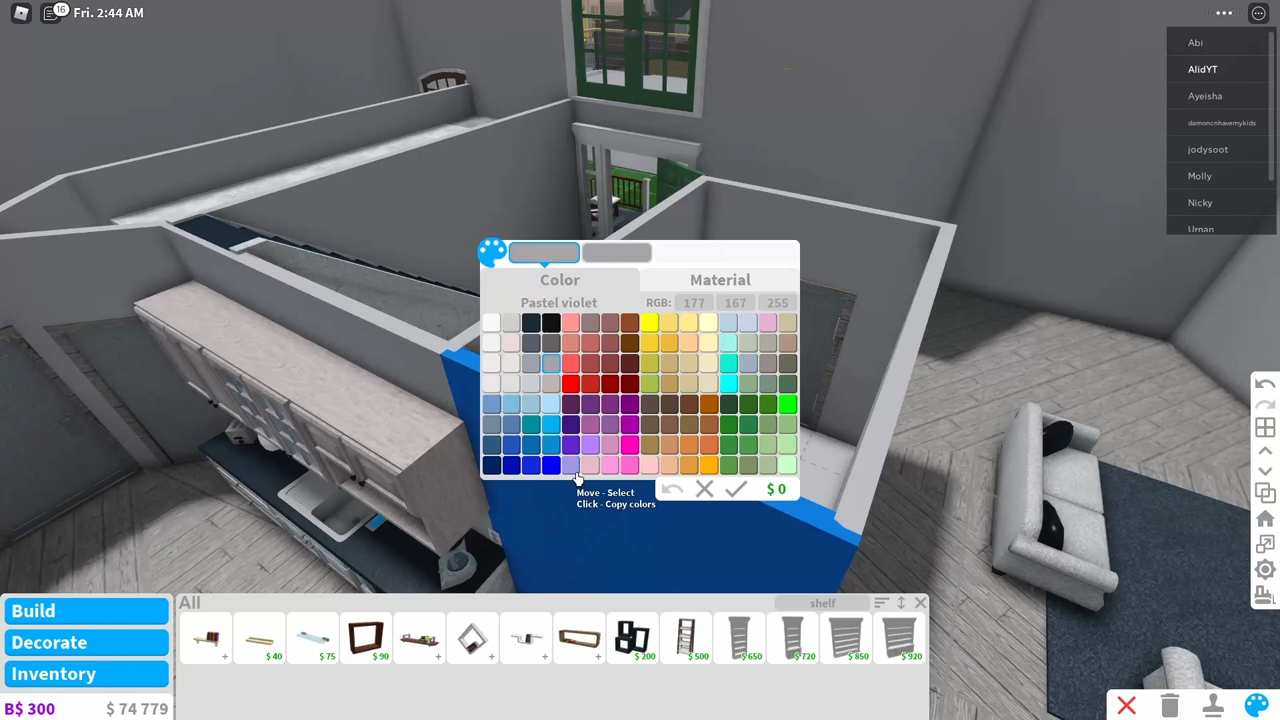 16
Fri. 2:44 AM
Abi
AlidYT
Ayeisha
damoncnhavemykids
jodysoot
Molly
Nicky
Color
Material
Pastel violet
RGB: 177 167 255
Move - Select
Click - Copy colors
$ 0
Build
Decorate
Inventory
B$ 300
$ 74 779
All
shelf
+
$ 40
$ 75
$ 90
+
+
+
+
$ 200
$ 500
$ 650
$ 720
$ 850
$ 920